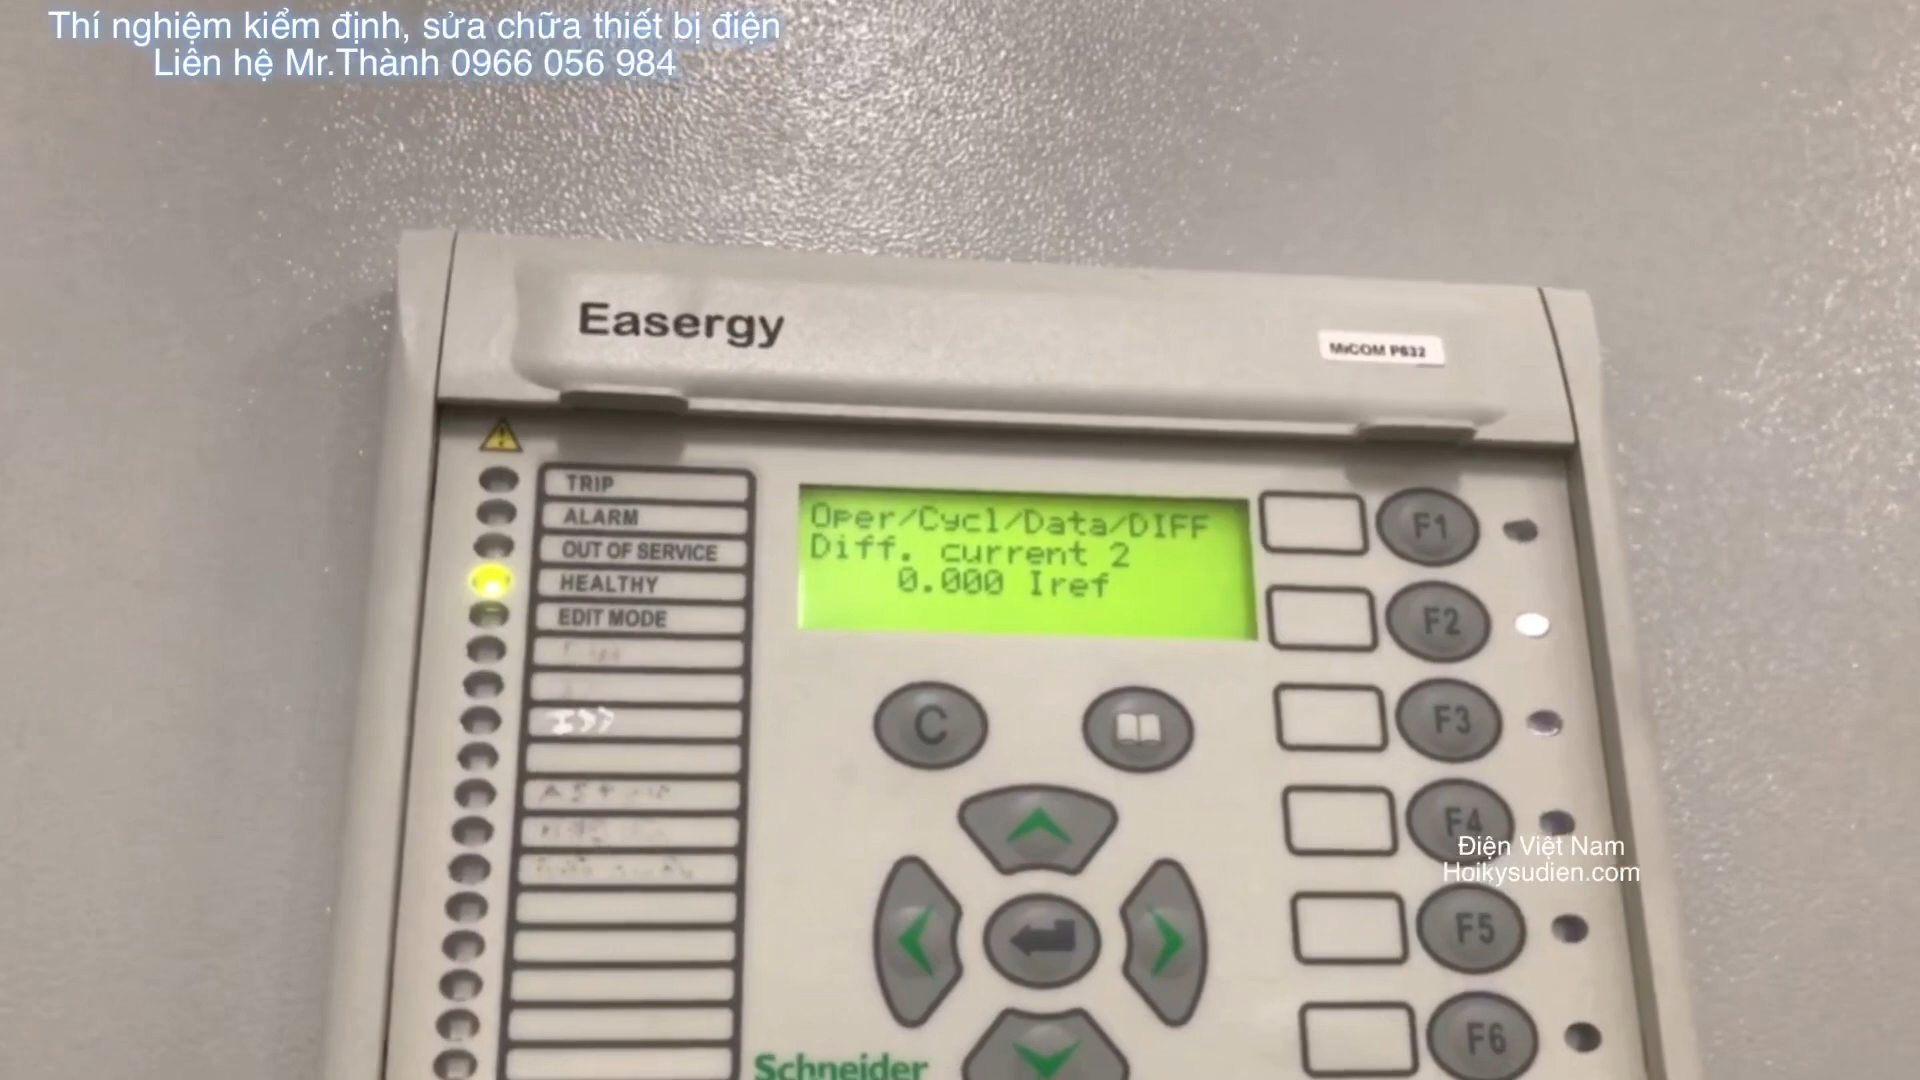 Thí nghiệm kiểm định, sửa chữa thiết bị điện
Liên hệ Mr.Thành 0966 056 984
Easergy
MiCOM P632
TRIP
ALARM
OUT OF SERVICE
HEALTHY
EDIT MODE
Oper/Cycl/Data/DIFF
Diff. current 2
0.000 Iref
F1
F2
F3
C
F4
Điện Việt Nam
Hoikysudien.com
F5
F6
Schneider